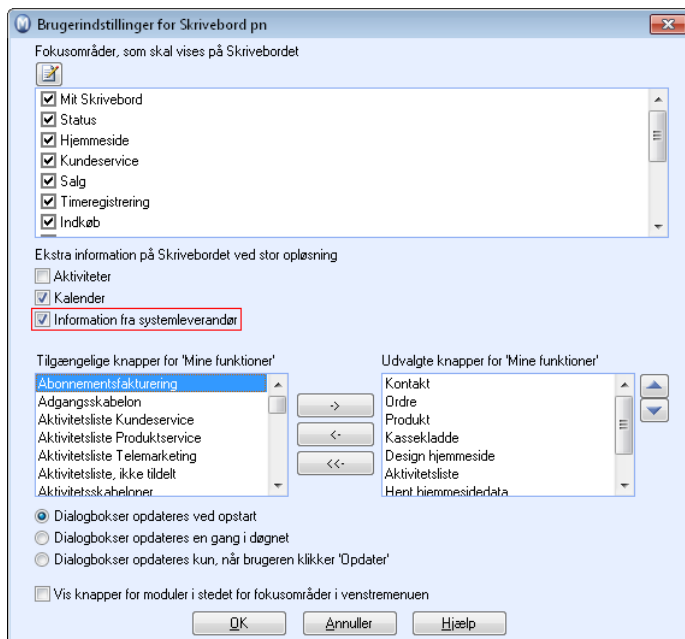 Brugerindstillinger for Skrivebord pn
Fokusområder, som skal vises på Skrivebordet
Mit Skrivebord
Status
Hjemmeside
Kundeservice
Salg
Timeregistrering
Indkøb
Ekstra information på Skrivebordet ved stor opløsning
Aktiviteter
Kalender
Information fra systemleverandør
Tilgængelige knapper for 'Mine funktioner'
Abonnementsfakturering
Adgangsskabelon
Aktivitetsliste Kundeservice
Aktivitetsliste Produktservice
Aktivitetsliste Telemarketing
Aktivitetsliste, ikke tildelt
Aktivitetsskabeloner
->
<-
<<-
Udvalgte knapper for 'Mine funktioner'
Kontakt
Ordre
Produkt
Kassekladde
Design hjemmeside
Aktivitetsliste
Hent hjemmesidedata
Dialogbokser opdateres ved opstart
Dialogbokser opdateres en gang i døgnet
Dialogbokser opdateres kun, når brugeren klikker 'Opdater'
Vis knapper for moduler i stedet for fokusområder i venstremenuen
OK
Annuller
Hjælp